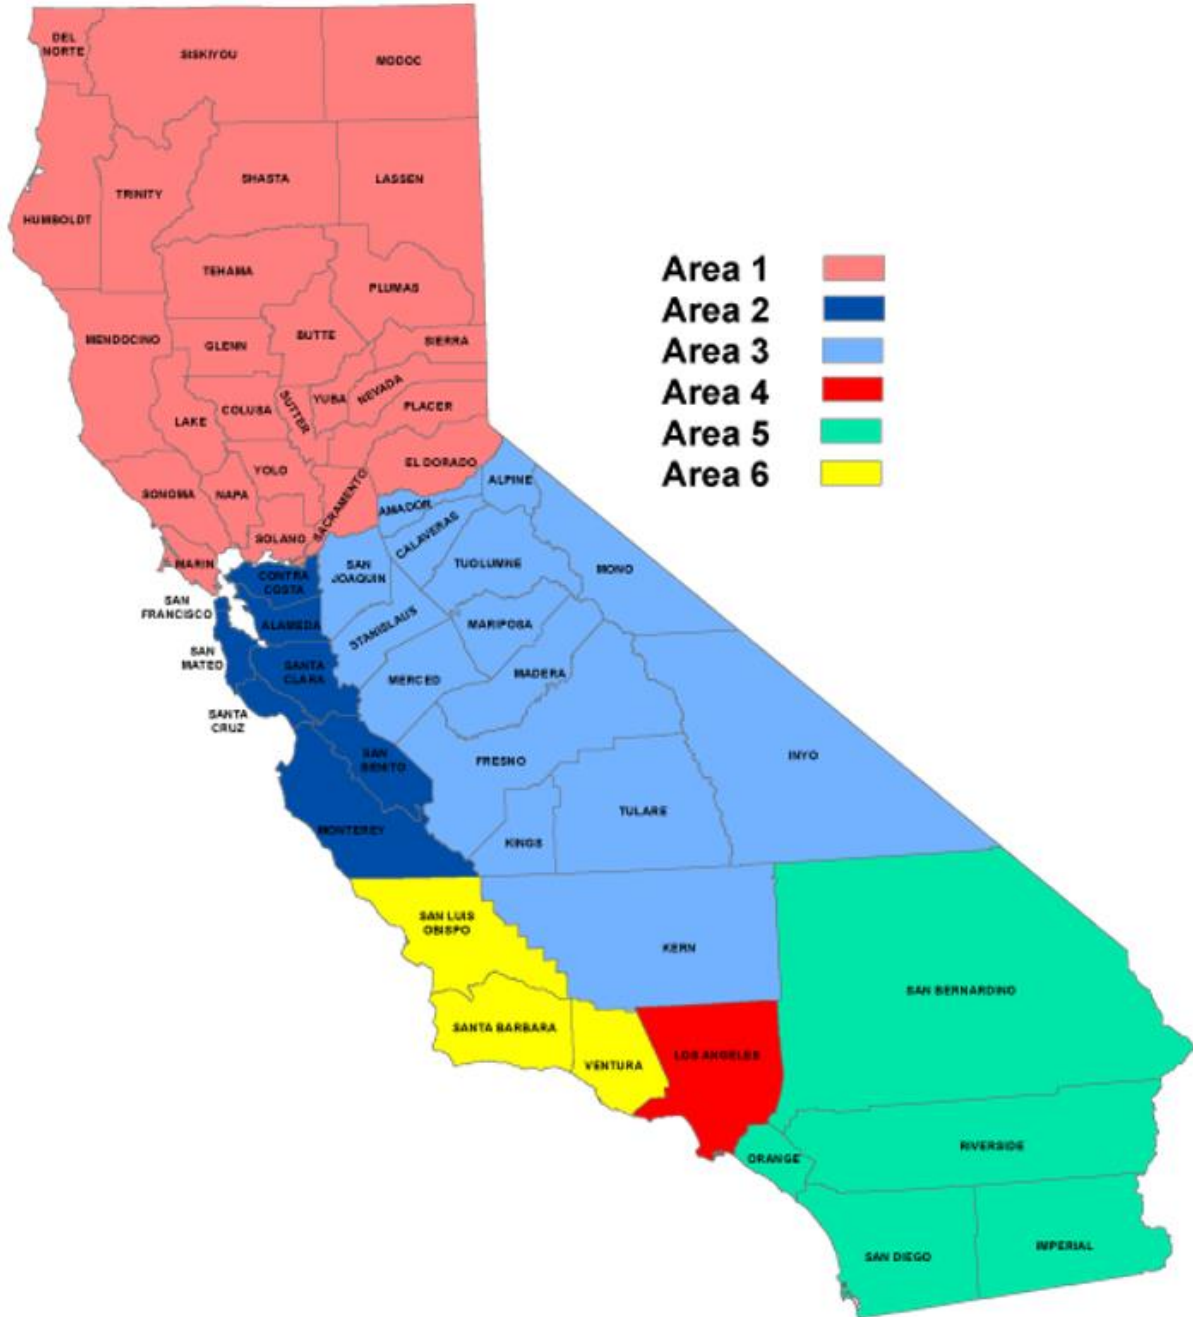 DEL
NORTE
SISKIYOU
MODOC
HUMBOLDT
TRINITY
SHASTA
LASSEN
TEHAMA
PLUMAS
MENDOCINO
GLENN
BUTTE
SIERRA
LAKE
COLUSA
SUTTER
YUBA
NEVADA
PLACER
SONOMA
NAPA
YOLO
SACRAMENTO
EL DORADO
SOLANO
MARIN
Area 1
Area 2
Area 3
Area 4
Area 5
Area 6
ALPINE
AMADOR
CALAVERAS
SAN
JOAQUIN
TUOLUMNE
MONO
CONTRA
COSTA
SAN
FRANCISCO
ALAMEDA
STANISLAUS
MARIPOSA
SAN
MATEO
SANTA
CLARA
MERCED
MADERA
SANTA
CRUZ
SAN
BENITO
FRESNO
INYO
MONTEREY
KINGS
TULARE
SAN LUIS
OBISPO
KERN
SAN BERNARDINO
SANTA BARBARA
VENTURA
LOS ANGELES
ORANGE
RIVERSIDE
SAN DIEGO
IMPERIAL